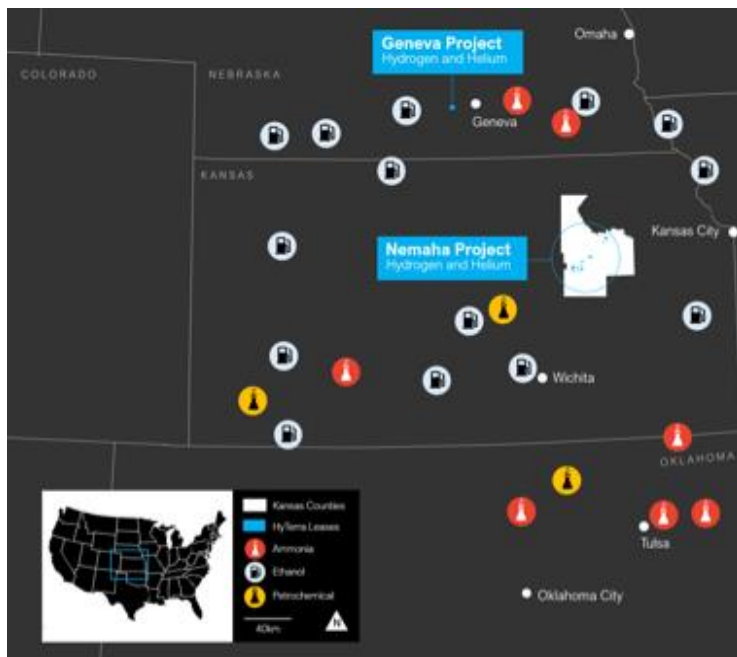 Omaha
Geneva Project
Hydrogen and Helium
COLORADO
NEBRASKA
Geneva
KANSAS
Kansas City
Nemaha Project
Hydrogen and Helium
Wichita
OKLAHOMA
Tulsa
Oklahoma City
Kansas Counties
HyTerra Leases
Ammonia
Ethanol
Petrochemical
40km
N